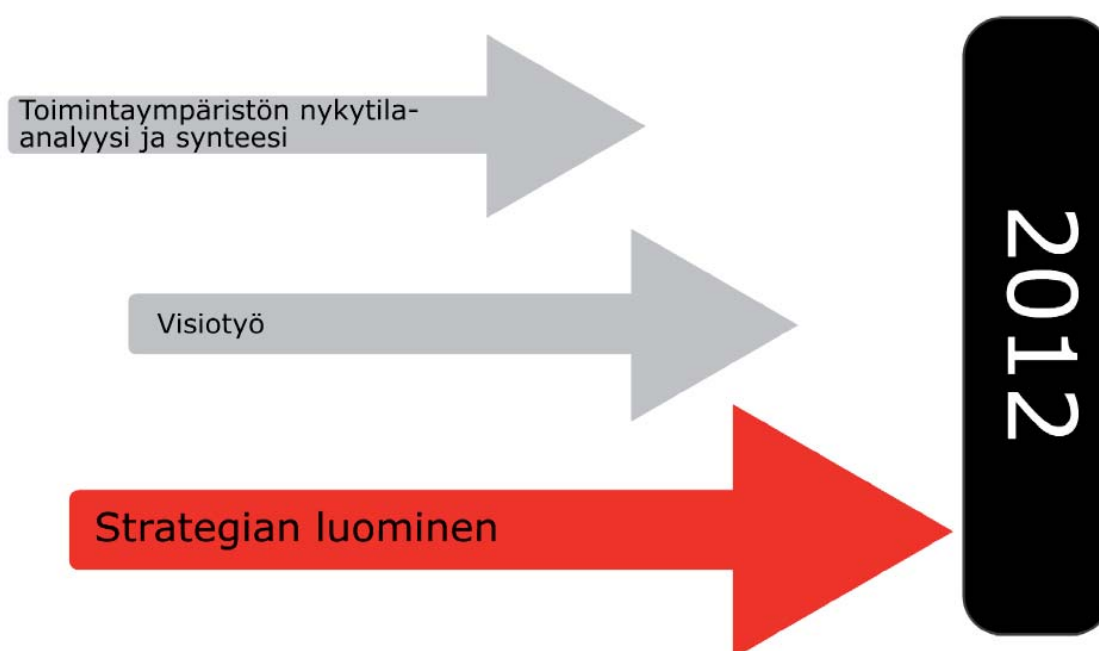 Toimintaympäristön nykytila-
analyysi ja synteesi
Visiotyö
Strategian luominen
2012